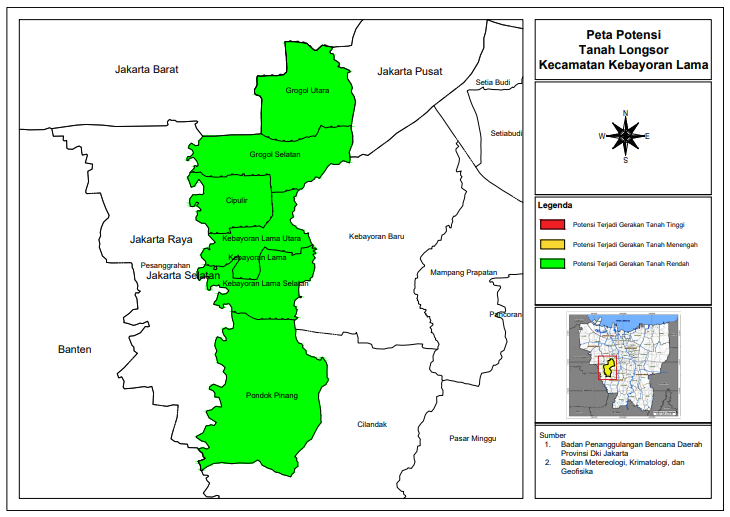 Peta Potensi
Tanah Longsor
Kecamatan Kebayoran Lama
Jakarta Barat
Jakarta Pusat
Setia Budi
Grogol Utara
Setiabudi
Grogol Selatan
Cipulir
Jakarta Raya
Kebayoran Lama Utara
Kebayoran Baru
Kebayoran Lama
Pesanggrahan
Jakarta Selatan
Mampang Prapatan
Kebayoran Lama Selatan
Pancoran
Banten
Pondok Pinang
Cilandak
Pasar Minggu
N
W E
S
Legenda
Potensi Terjadi Gerakan Tanah Tinggi
Potensi Terjadi Gerakan Tanah Menengah
Potensi Terjadi Gerakan Tanah Rendah
Sumber
1. Badan Penanggulangan Bencana Daerah
Provinsi Dki Jakarta
2. Badan Metereologi, Krimatologi, dan
Geofisika